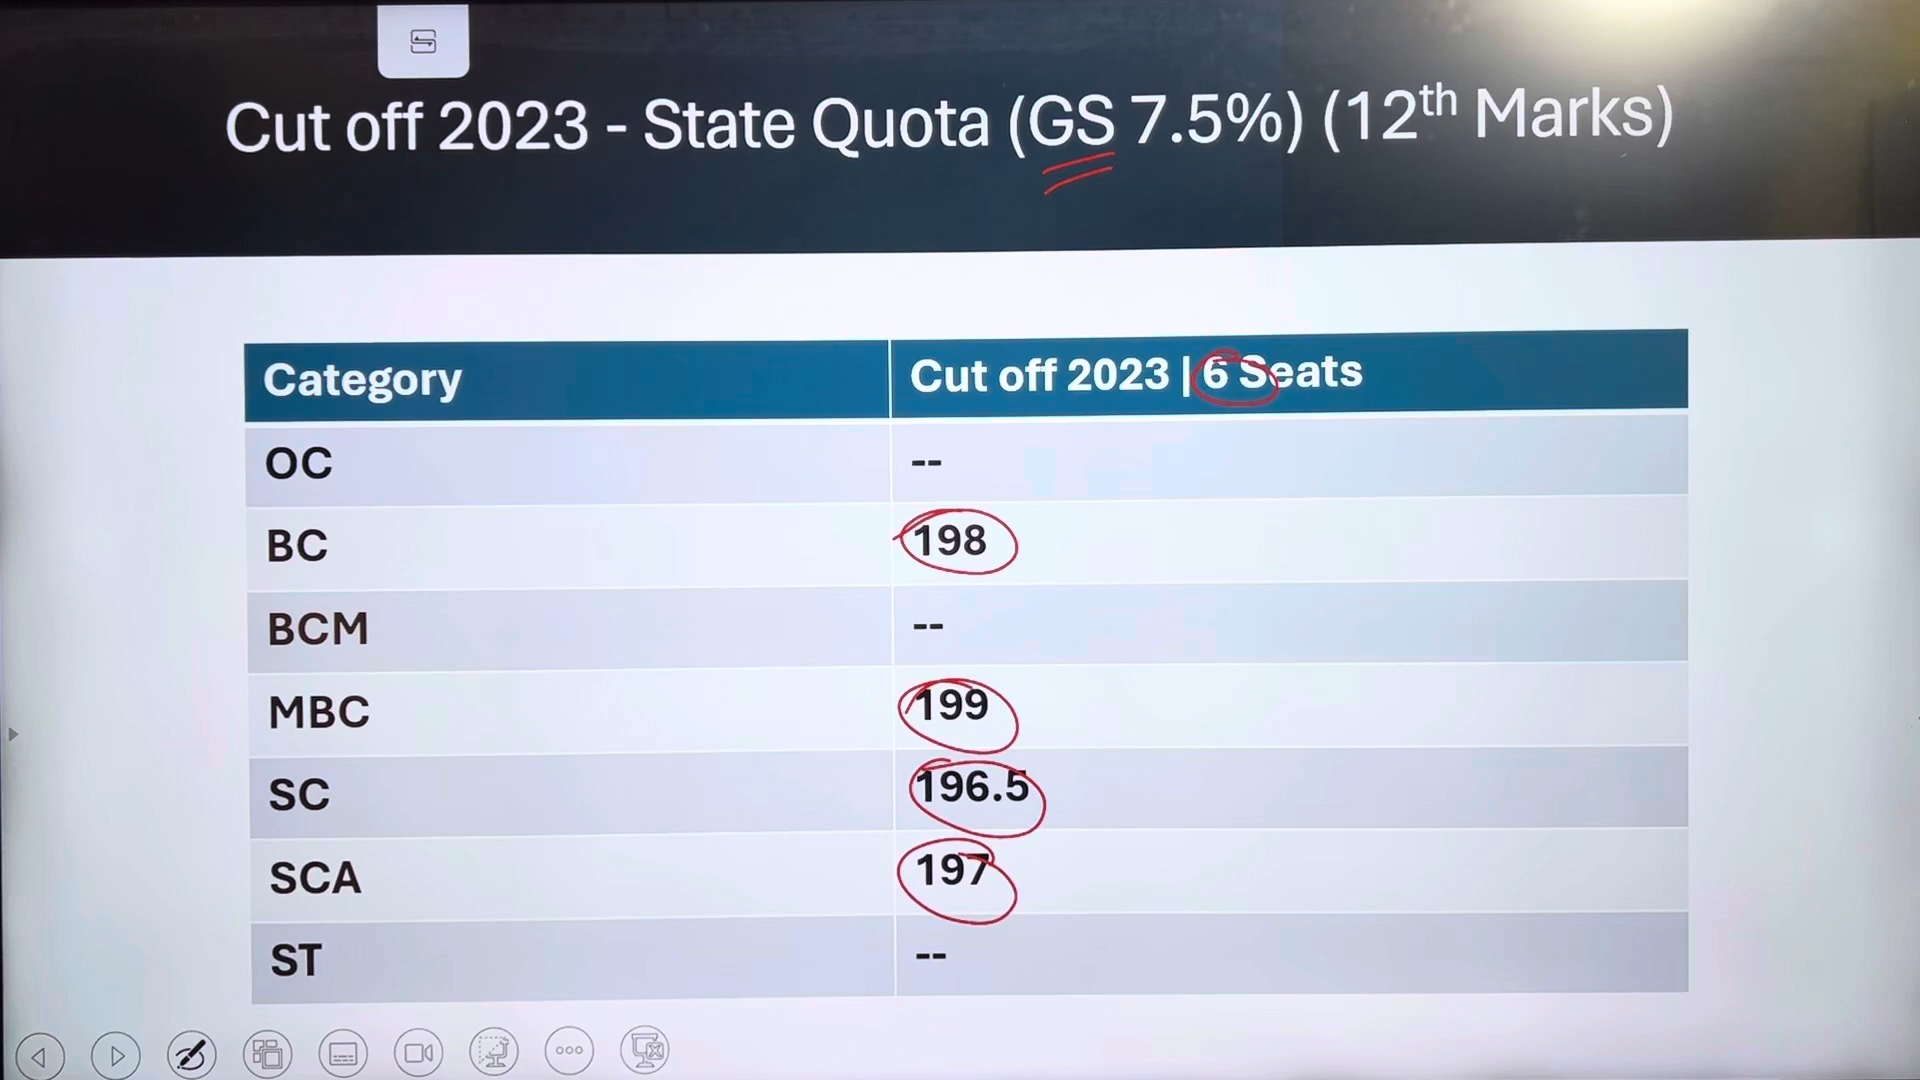 Cut off 2023 - State Quota (GS 7.5%) (12th Marks)
Category Cut off 2023 | 6 Seats
OC --
BC 198
BCM --
MBC 199
SC 196.5
SCA 197
ST --